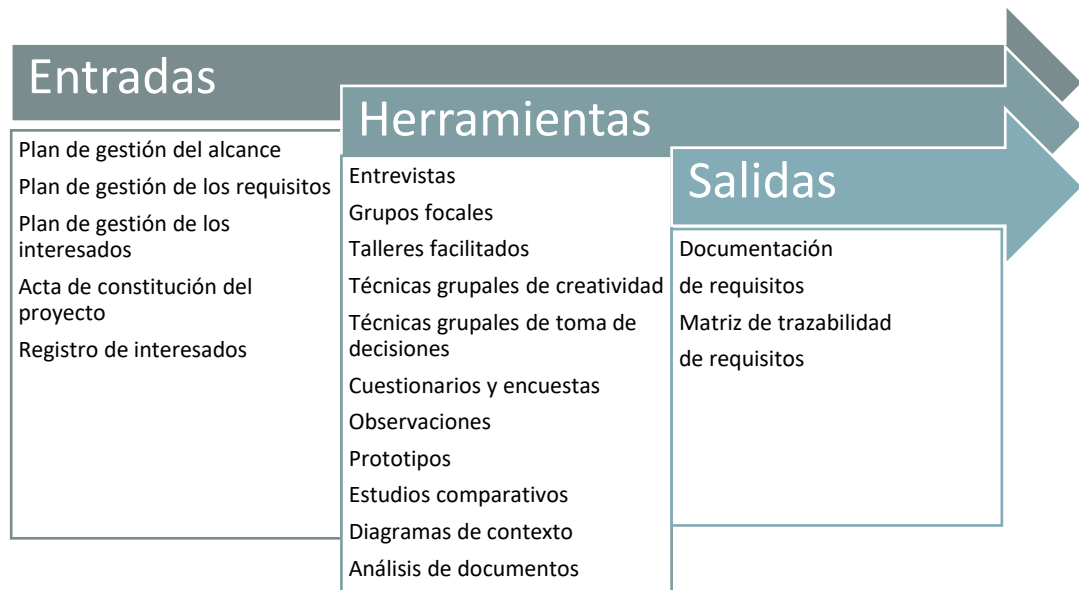 Entradas
Plan de gestión del alcance
Plan de gestión de los requisitos
Plan de gestión de los
interesados
Acta de constitución del
proyecto
Registro de interesados
Herramientas
Entrevistas
Grupos focales
Talleres facilitados
Técnicas grupales de creatividad
Técnicas grupales de toma de
decisiones
Cuestionarios y encuestas
Observaciones
Prototipos
Estudios comparativos
Diagramas de contexto
Análisis de documentos
Salidas
Documentación
de requisitos
Matriz de trazabilidad
de requisitos